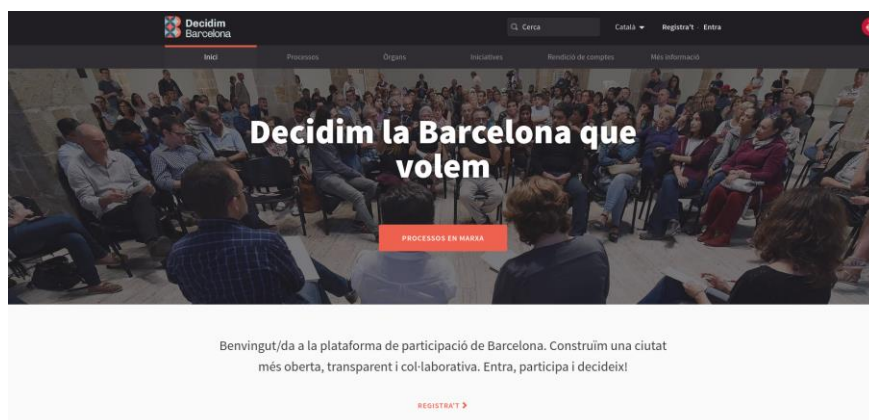 Decidim
Barcelona
Cerca
Català
Registra't · Entra
Inici
Processos
Òrgans
Iniciatives
Rendició de comptes
Més informació
Decidim la Barcelona que
volem
PROCESSOS EN MARXA
Benvingut/da a la plataforma de participació de Barcelona. Construïm una ciutat
més oberta, transparent i col·laborativa. Entra, participa i decideix!
REGISTRA'T